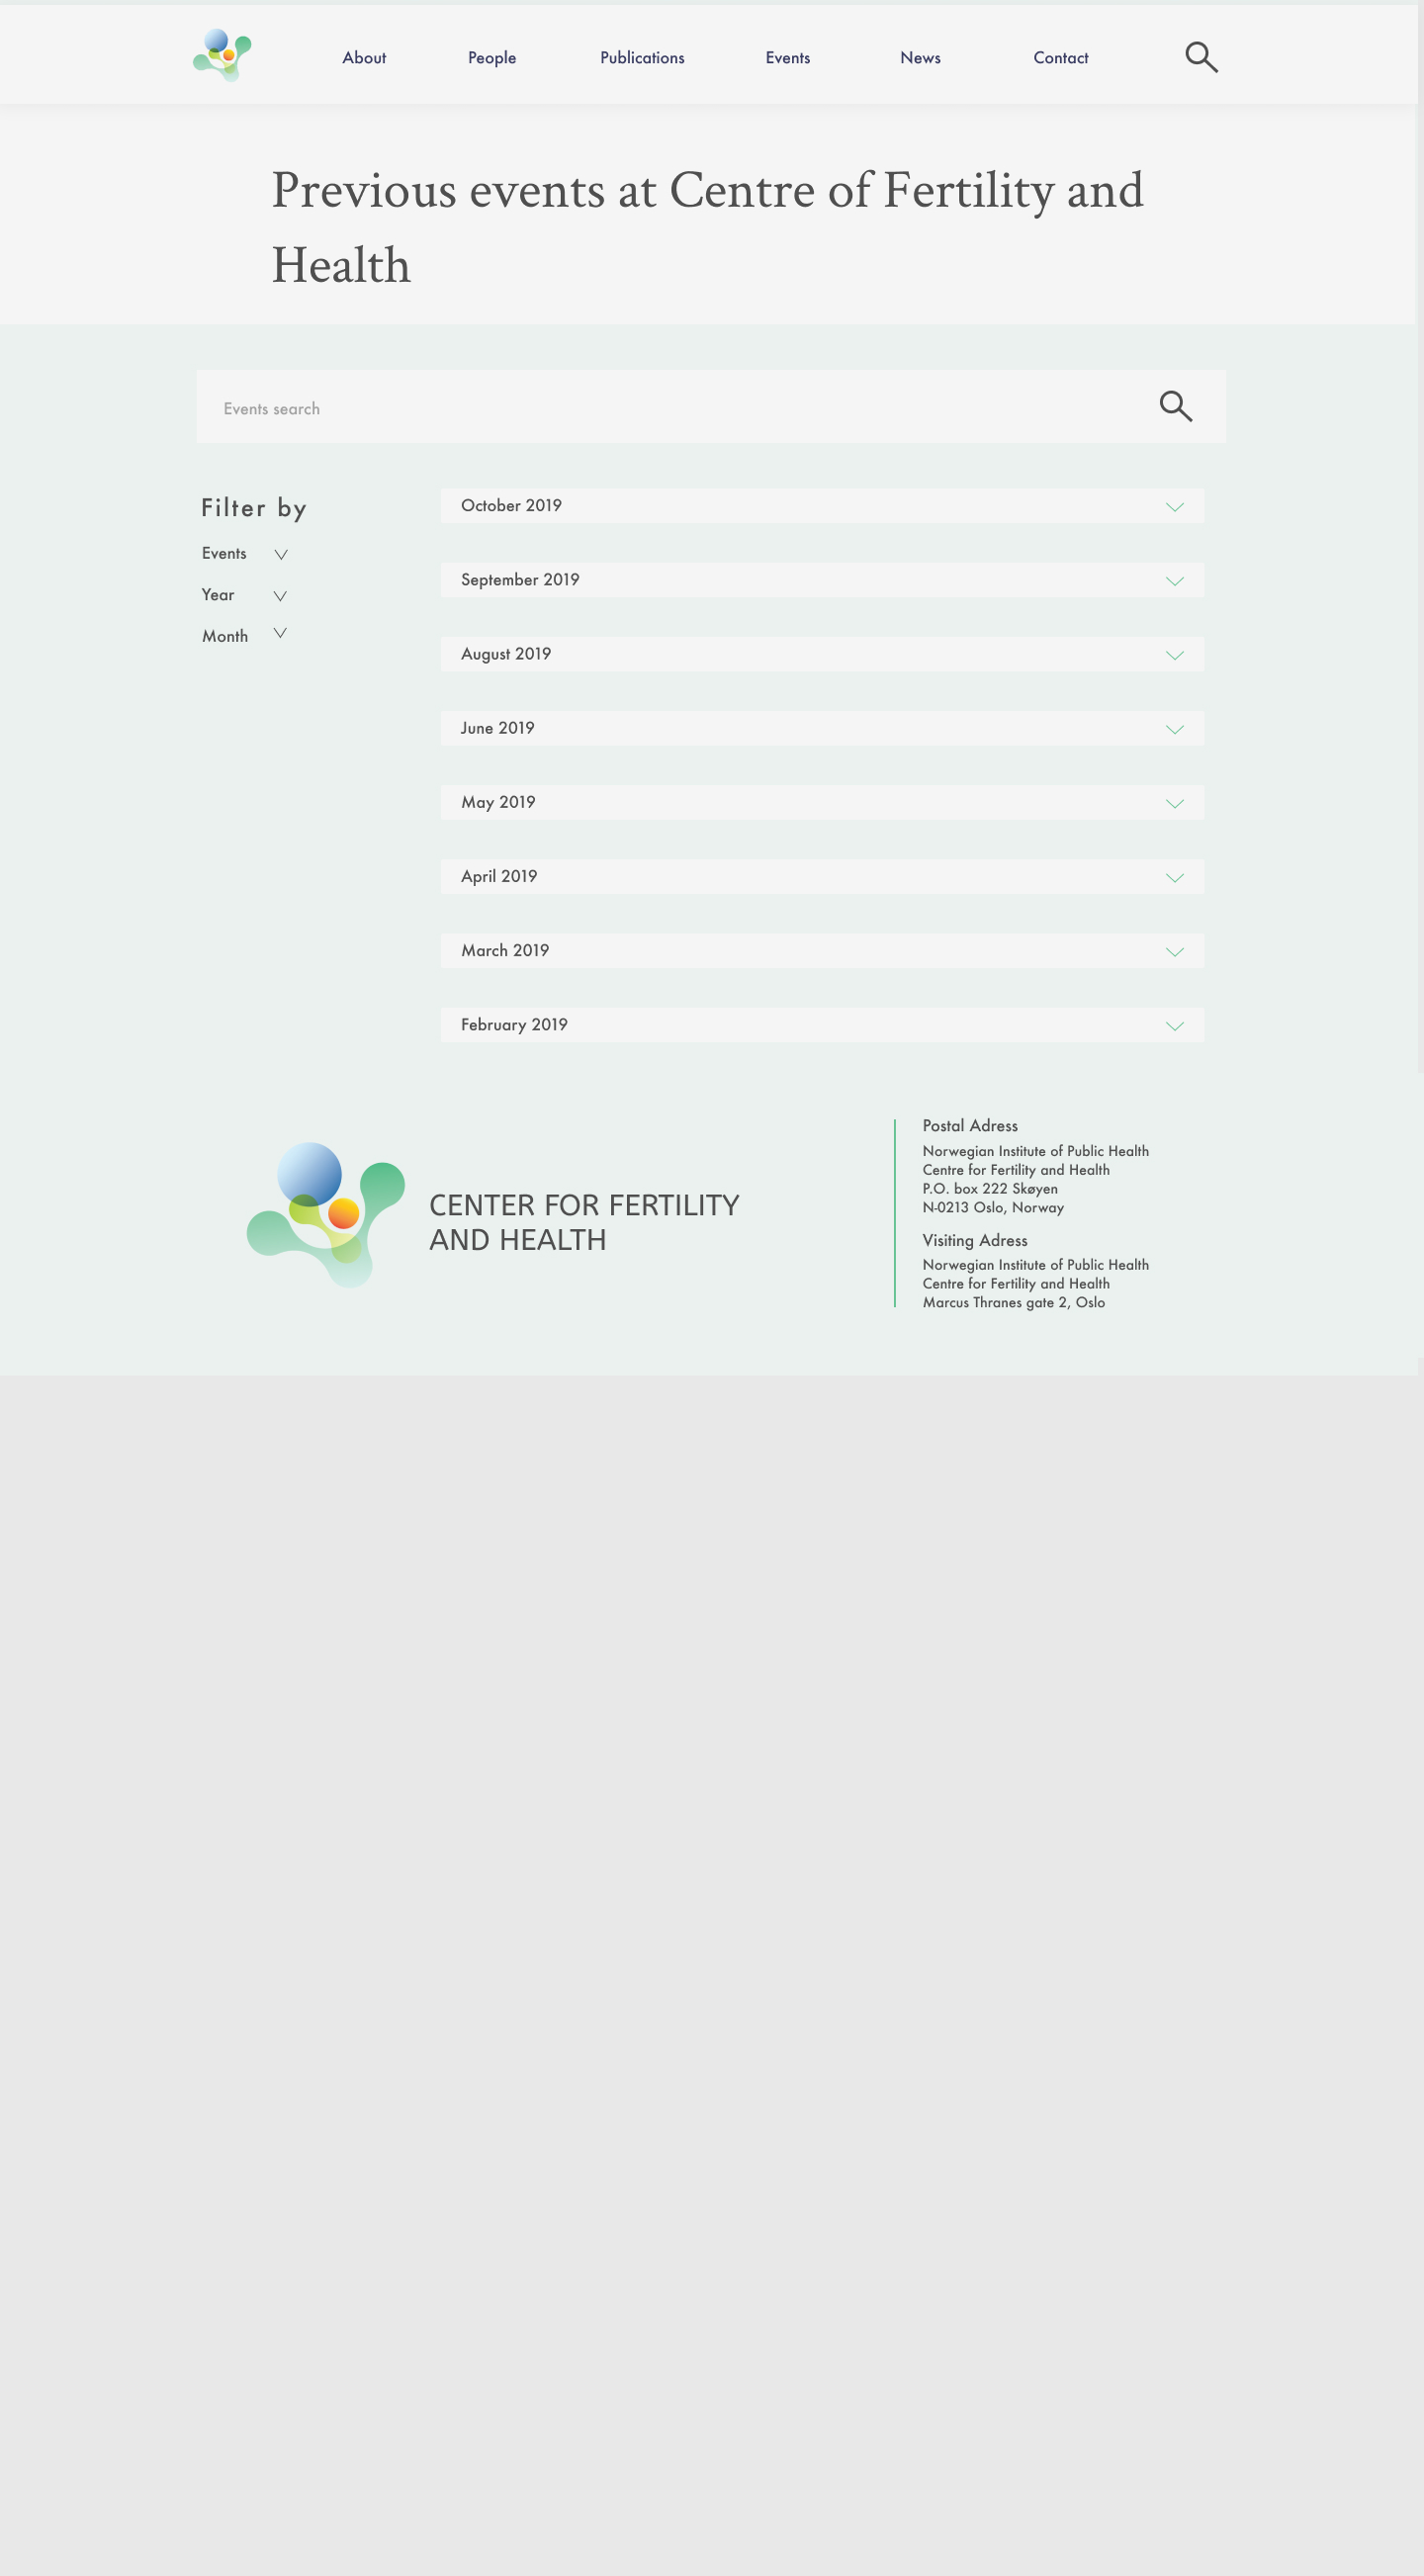 About
People
Publications
Events
News
Contact
Previous events at Centre of Fertility and
Health
Events search
Filter by
Events
Year
Month
October 2019
September 2019
August 2019
June 2019
May 2019
April 2019
March 2019
February 2019
CENTER FOR FERTILITY
AND HEALTH
Postal Adress
Norwegian Institute of Public Health
Centre for Fertility and Health
P.O. box 222 Skøyen
N-0213 Oslo, Norway
Visiting Adress
Norwegian Institute of Public Health
Centre for Fertility and Health
Marcus Thranes gate 2, Oslo